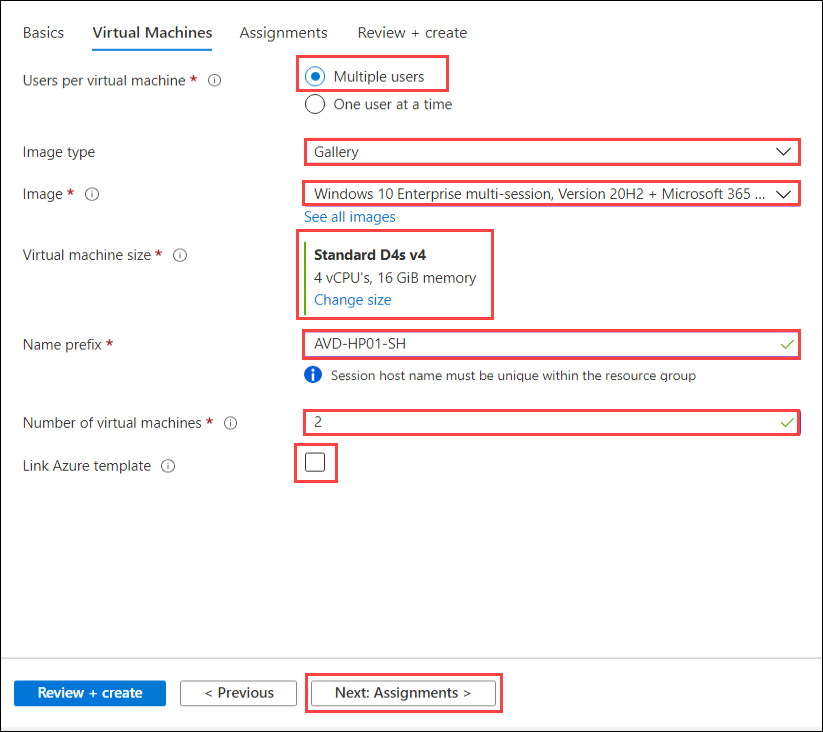 Basics Virtual Machines Assignments Review + create
Users per virtual machine * Multiple users
One user at a time
Image type Gallery
Image * Windows 10 Enterprise multi-session, Version 20H2 + Microsoft 365 ...
See all images
Virtual machine size * Standard D4s v4
4 vCPU's, 16 GiB memory
Change size
Name prefix * AVD-HP01-SH
Session host name must be unique within the resource group
Number of virtual machines * 2
Link Azure template
Review + create < Previous Next: Assignments >